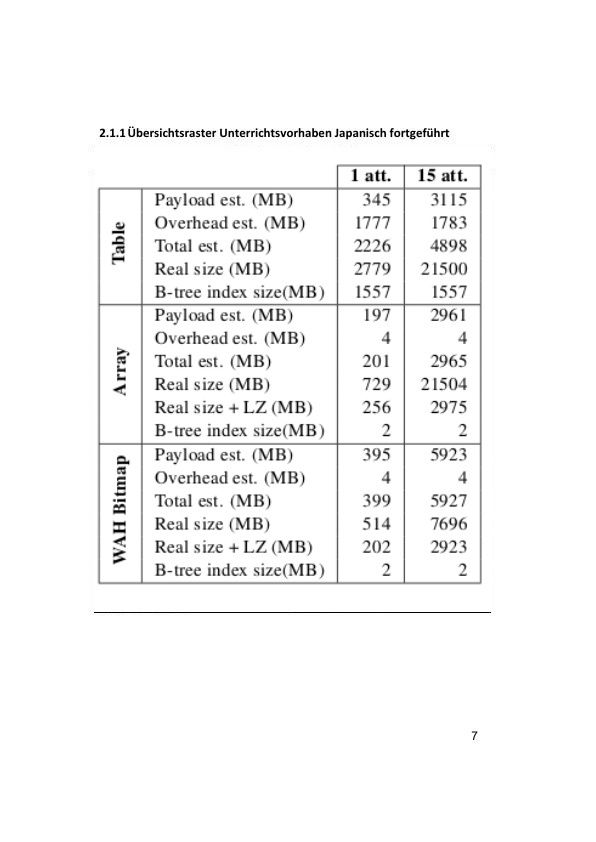 2.1.1 Übersichtsraster Unterrichtsvorhaben Japanisch fortgeführt
1 att. 15 att.
Table
Payload est. (MB) 345 3115
Overhead est. (MB) 1777 1783
Total est. (MB) 2226 4898
Real size (MB) 2779 21500
B-tree index size(MB) 1557 1557
Array
Payload est. (MB) 197 2961
Overhead est. (MB) 4 4
Total est. (MB) 201 2965
Real size (MB) 729 21504
Real size + LZ (MB) 256 2975
B-tree index size(MB) 2 2
WAH Bitmap
Payload est. (MB) 395 5923
Overhead est. (MB) 4 4
Total est. (MB) 399 5927
Real size (MB) 514 7696
Real size + LZ (MB) 202 2923
B-tree index size(MB) 2 2
7